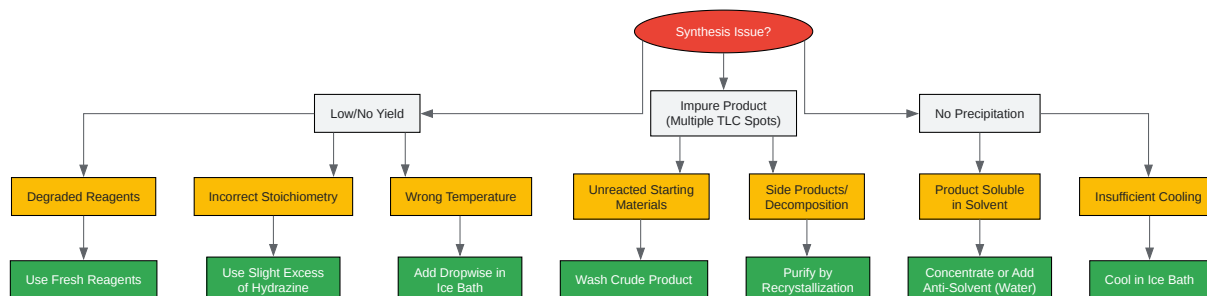 Synthesis Issue?
Low/No Yield
Impure Product
(Multiple TLC Spots)
No Precipitation
Degraded Reagents
Incorrect Stoichiometry
Wrong Temperature
Unreacted Starting
Materials
Side Products/
Decomposition
Product Soluble
in Solvent
Insufficient Cooling
Use Fresh Reagents
Use Slight Excess
of Hydrazine
Add Dropwise in
Ice Bath
Wash Crude Product
Purify by
Recrystallization
Concentrate or Add
Anti-Solvent (Water)
Cool in Ice Bath